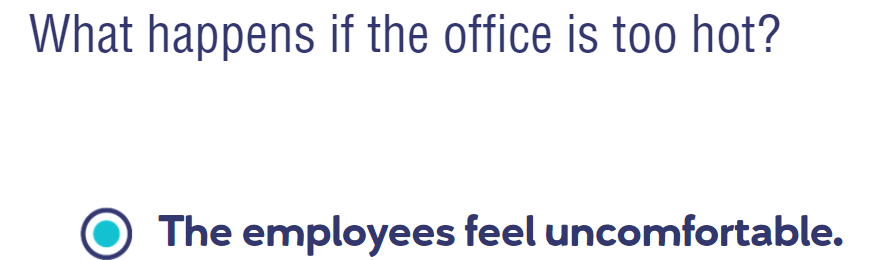 What happens if the office is too hot?
The employees feel uncomfortable.